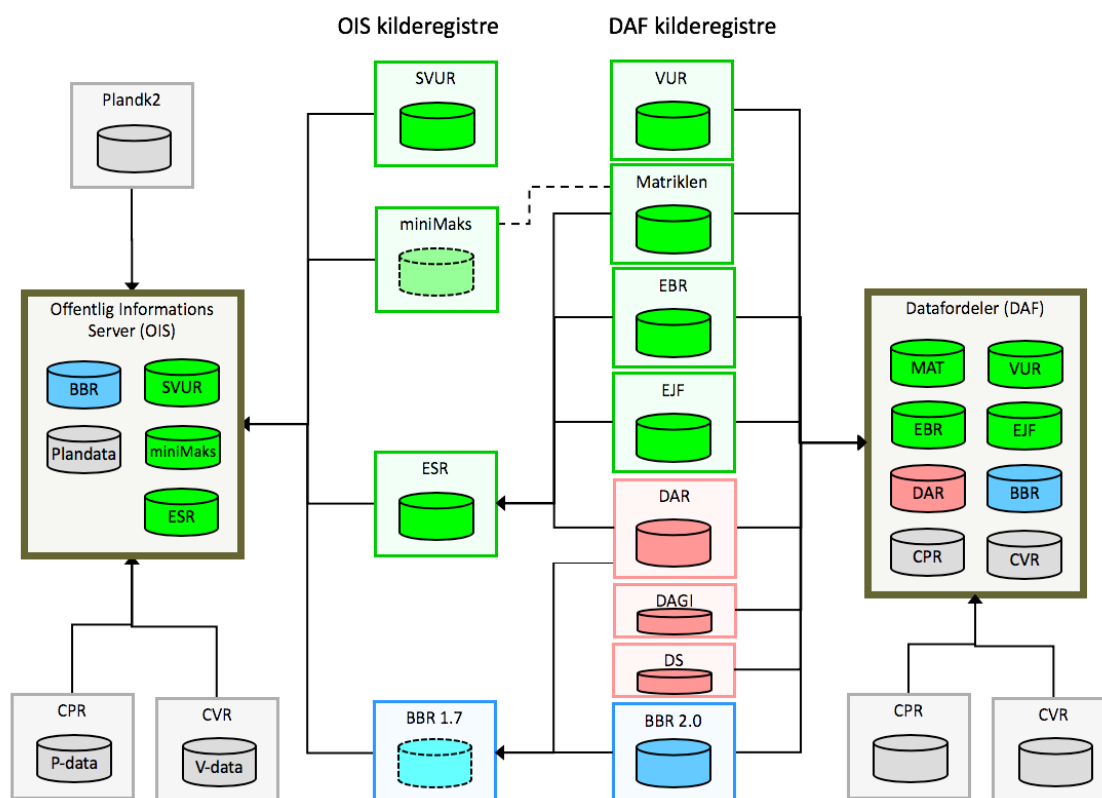 OIS kilderegistre
DAF kilderegistre
Plandk2
SVUR
VUR
miniMaks
Matriklen
EBR
EJF
ESR
DAR
DAGI
DS
BBR 1.7
BBR 2.0
Offentlig Informations
Server (OIS)
BBR
SVUR
Plandata
miniMaks
ESR
Datafordeler (DAF)
MAT
VUR
EBR
EJF
DAR
BBR
CPR
CVR
CPR
P-data
CVR
V-data
CPR
CVR